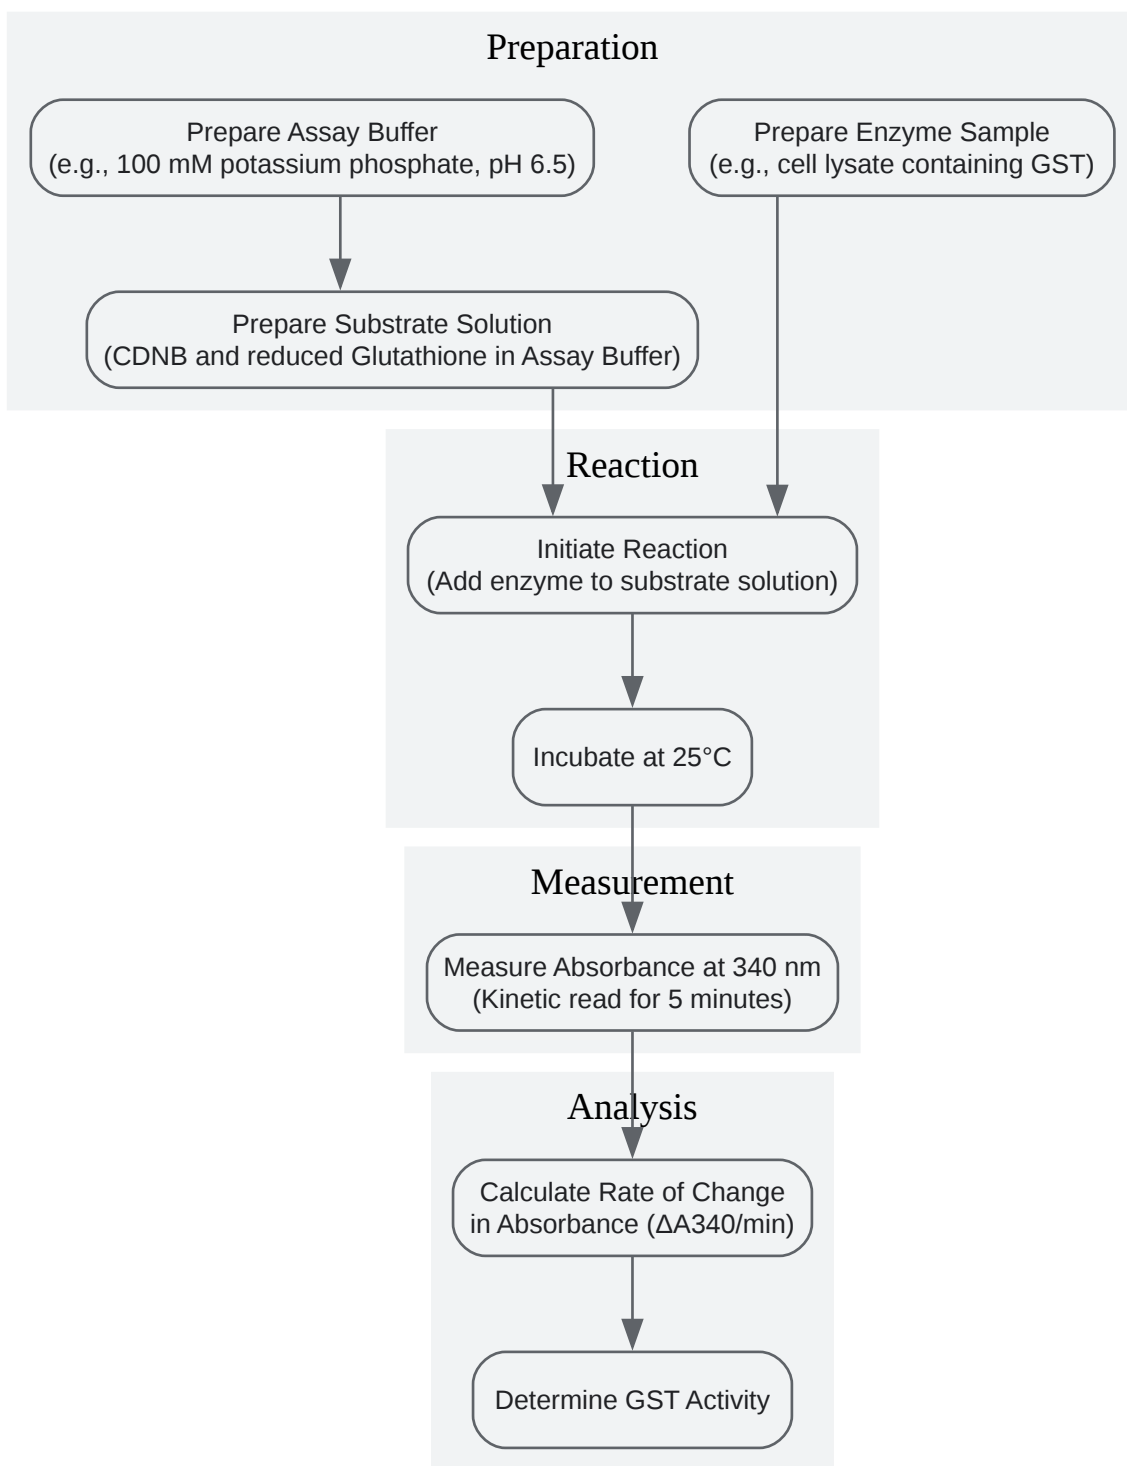 Preparation
Prepare Assay Buffer
(e.g., 100 mM potassium phosphate, pH 6.5)
Prepare Enzyme Sample
(e.g., cell lysate containing GST)
Prepare Substrate Solution
(CDNB and reduced Glutathione in Assay Buffer)
Reaction
Initiate Reaction
(Add enzyme to substrate solution)
Incubate at 25°C
Measurement
Measure Absorbance at 340 nm
(Kinetic read for 5 minutes)
Analysis
Calculate Rate of Change
in Absorbance (ΔA340/min)
Determine GST Activity